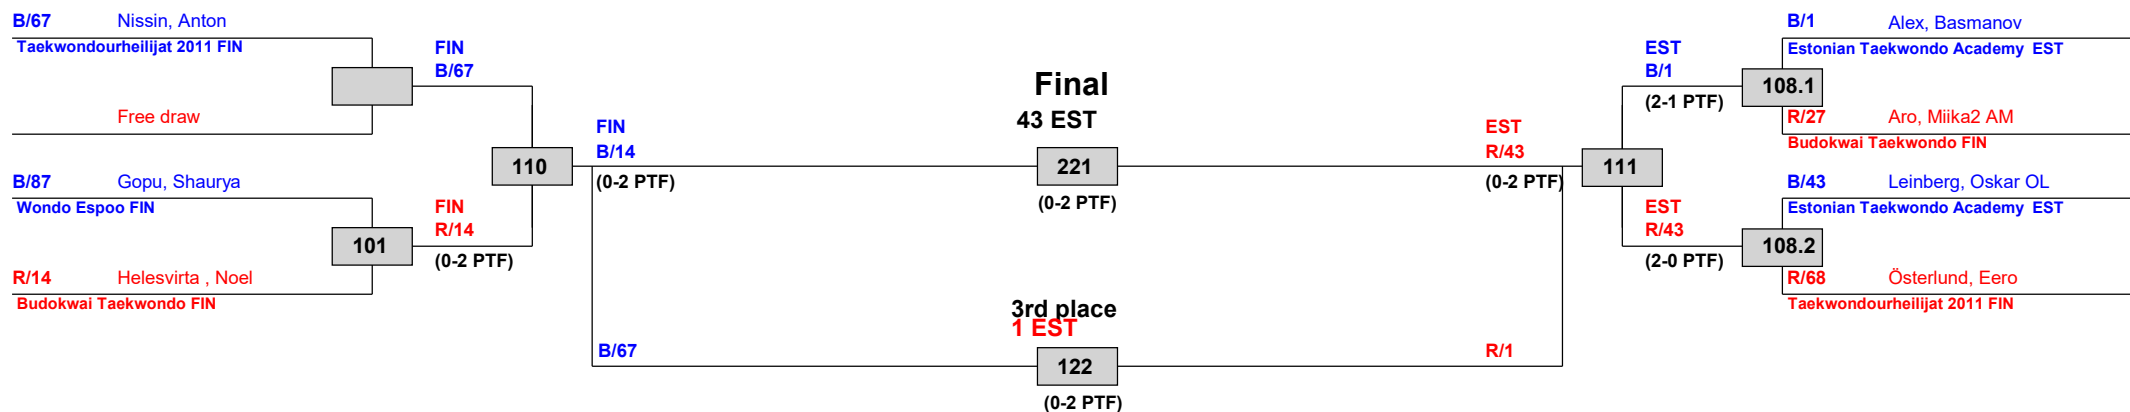 B/67 Nissin, Anton
Taekwondourheilijat 2011 FIN
Free draw
FIN
B/67
B/87 Gopu, Shaurya
Wondo Espoo FIN
101
R/14 Helesvirta , Noel
Budokwai Taekwondo FIN
FIN
R/14
(0-2 PTF)
110
FIN
B/14
(0-2 PTF)
Final
43 EST
221
(0-2 PTF)
3rd place
1 EST
B/67
122
(0-2 PTF)
R/1
EST
R/43
(0-2 PTF)
111
EST
B/1
(2-1 PTF)
EST
R/43
(2-0 PTF)
B/1 Alex, Basmanov
Estonian Taekwondo Academy EST
108.1
R/27 Aro, Miika2 AM
Budokwai Taekwondo FIN
B/43 Leinberg, Oskar OL
Estonian Taekwondo Academy EST
108.2
R/68 Österlund, Eero
Taekwondourheilijat 2011 FIN